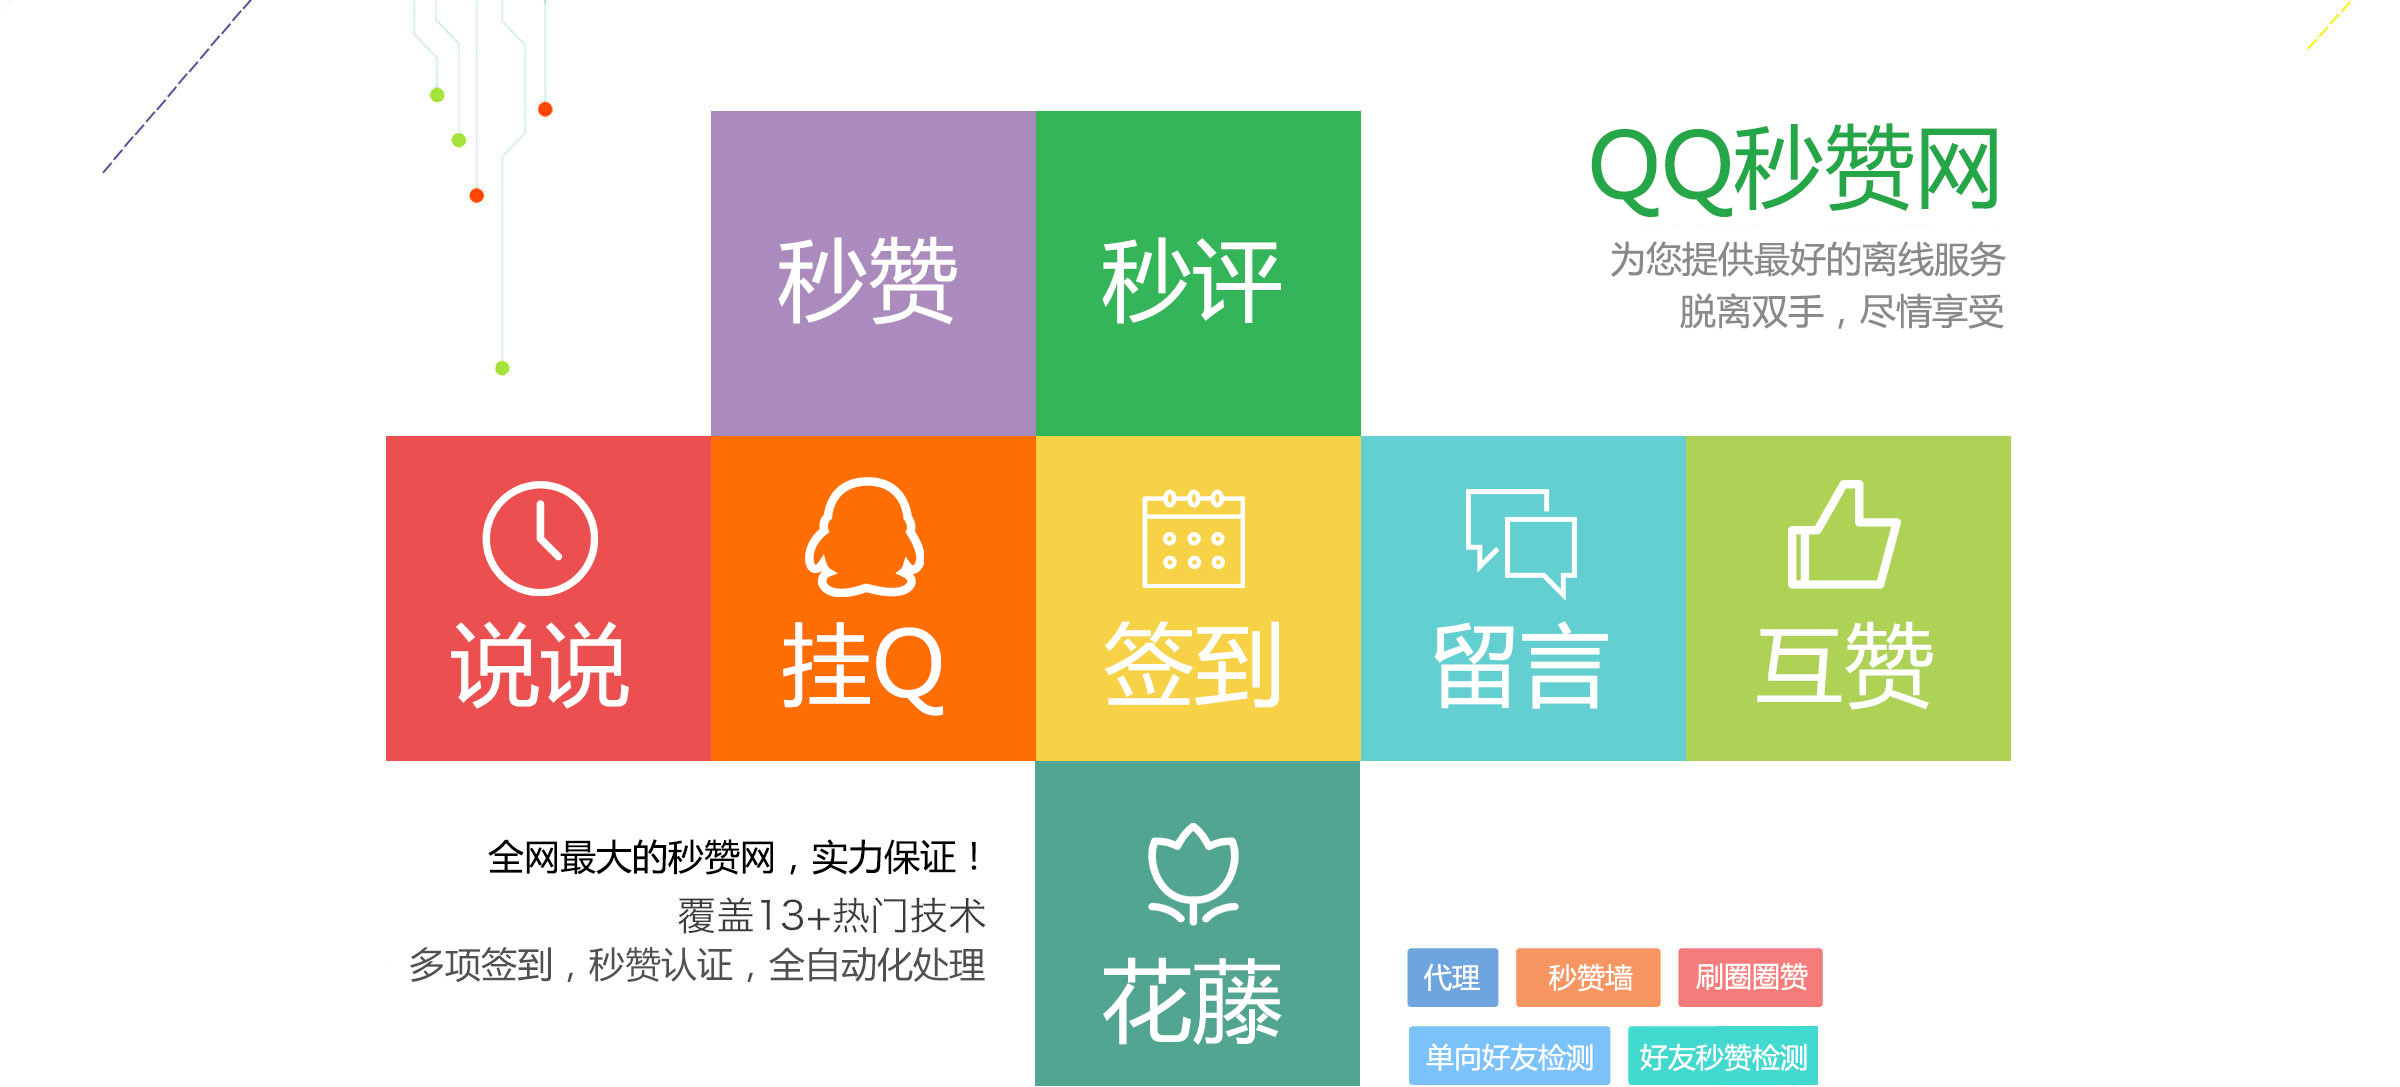 QQ秒赞网
为您提供最好的离线服务
脱离双手，尽情享受
秒赞
秒评
说说
挂Q
签到
留言
互赞
全网最大的秒赞网，实力保证！
覆盖13+热门技术
多项签到，秒赞认证，全自动化处理
花藤
代理
秒赞墙
刷圈圈赞
单向好友检测
好友秒赞检测